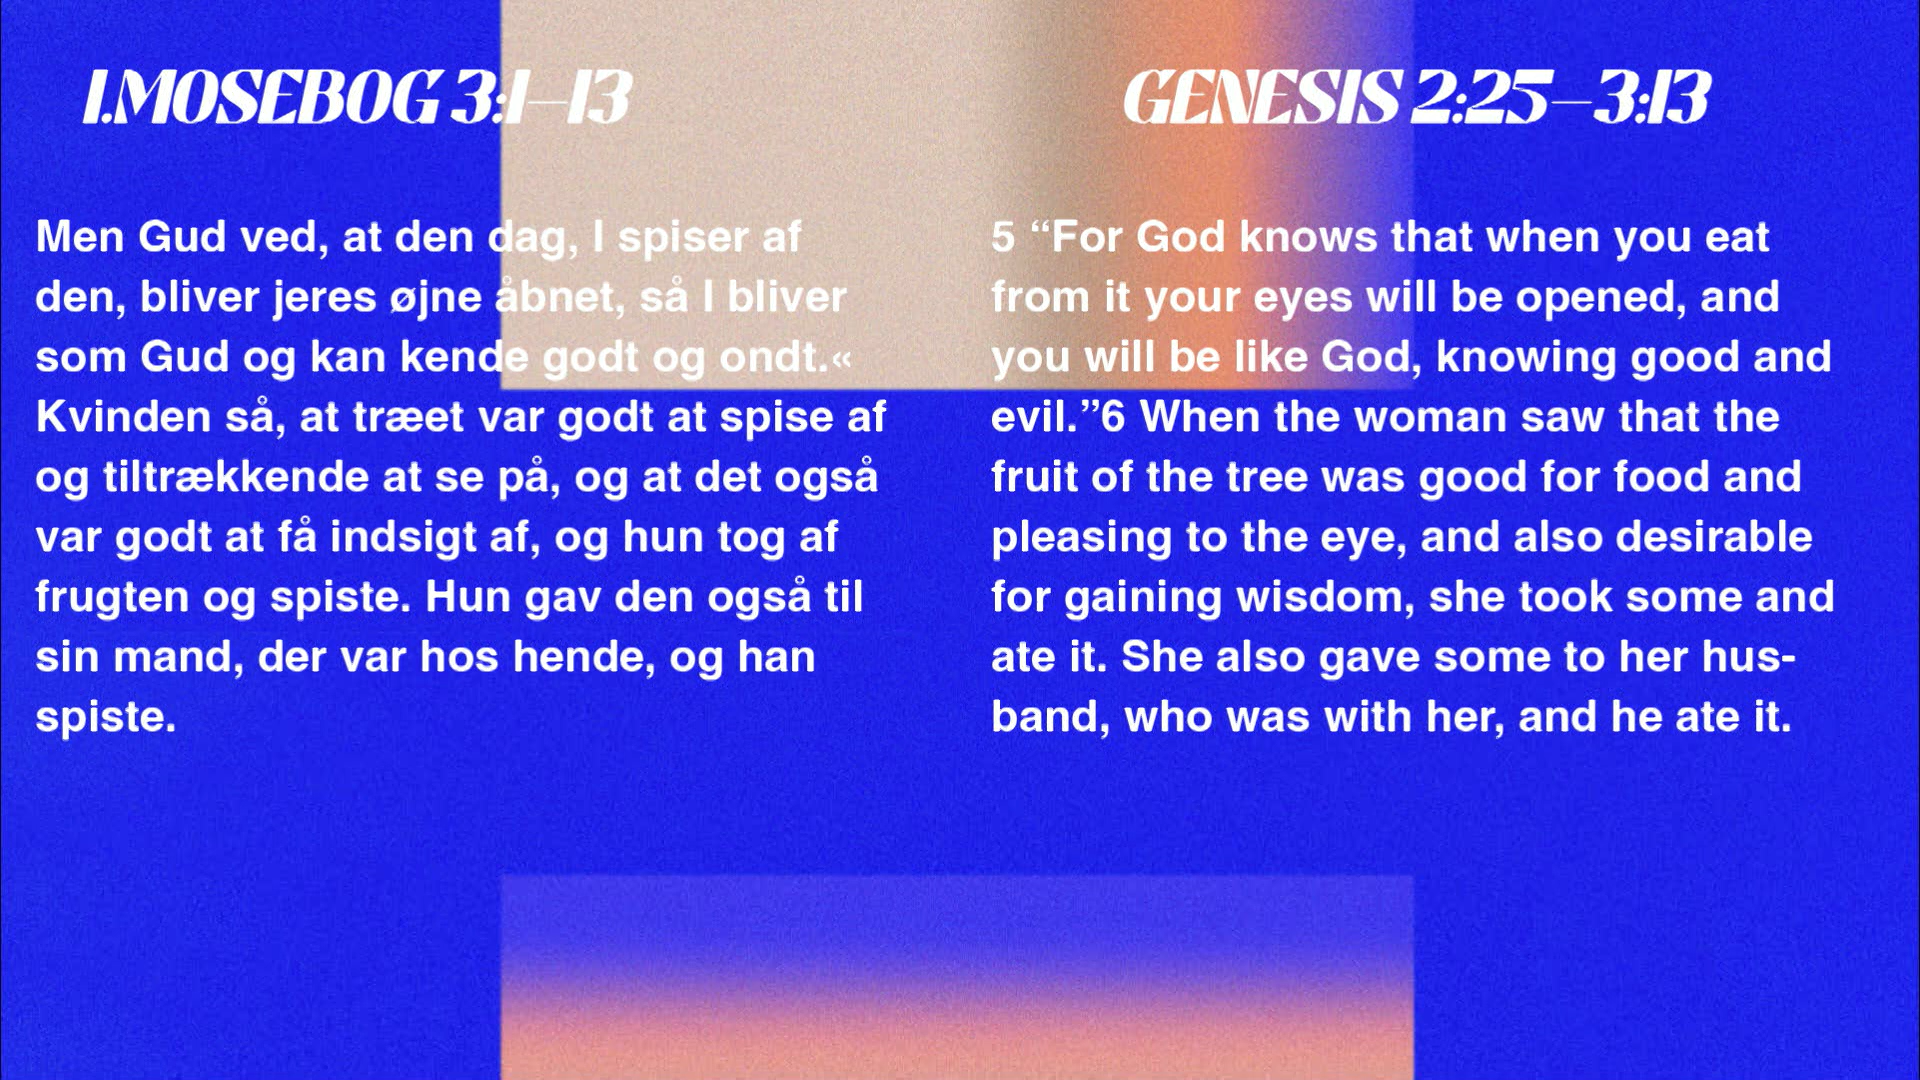 1.MOSEBOG 3:1–13
Men Gud ved, at den dag, I spiser af
den, bliver jeres øjne åbnet, så I bliver
som Gud og kan kende godt og ondt.«
Kvinden så, at træet var godt at spise af
og tiltrækkende at se på, og at det også
var godt at få indsigt af, og hun tog af
frugten og spiste. Hun gav den også til
sin mand, der var hos hende, og han
spiste.
GENESIS 2:25–3:13
5 “For God knows that when you eat
from it your eyes will be opened, and
you will be like God, knowing good and
evil.”6 When the woman saw that the
fruit of the tree was good for food and
pleasing to the eye, and also desirable
for gaining wisdom, she took some and
ate it. She also gave some to her hus-
band, who was with her, and he ate it.